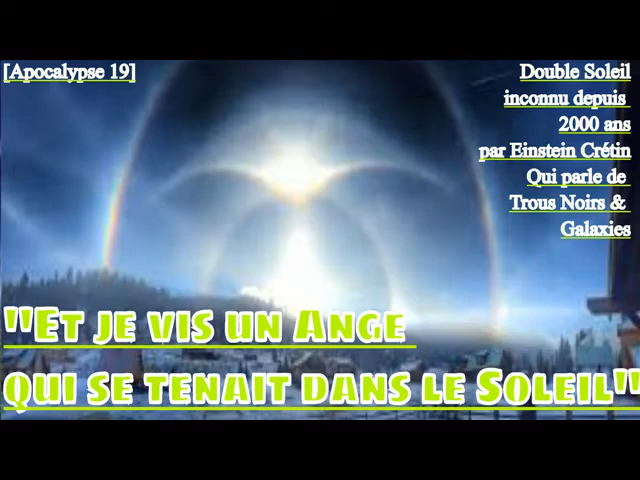 [Apocalypse 19]
Double Soleil
inconnu depuis
2000 ans
par Einstein Crétin
Qui parle de
Trous Noirs &
Galaxies
"Et je vis un Ange
qui se tenait dans le Soleil"